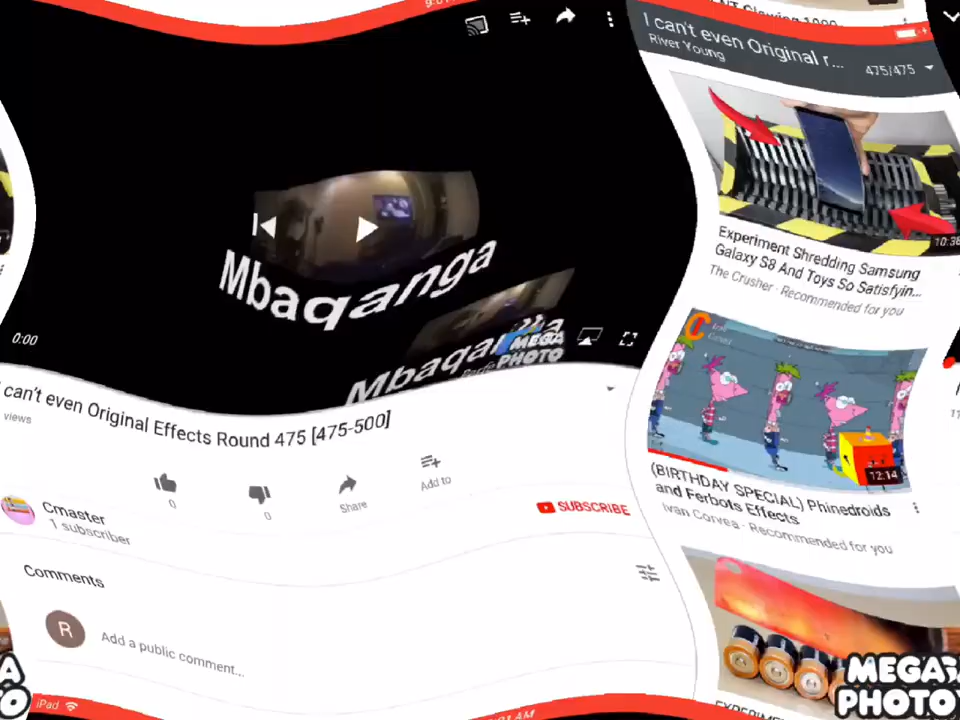 I can't even Original r...
River Young
475/475
Mbaqanga
MEGA
PHOTO
0:00
can't even Original Effects Round 475 [475-500]
views
0
0
Share
Add to
Cmaster
1 subscriber
SUBSCRIBE
Comments
R
Add a public comment...
10:38
Experiment Shredding Samsung
Galaxy S8 And Toys So Satisfyin...
The Crusher · Recommended for you
12:14
(BIRTHDAY SPECIAL) Phinedroids
and Ferbots Effects
Ivan Corvea · Recommended for you
MEGA
PHOTO
iPad